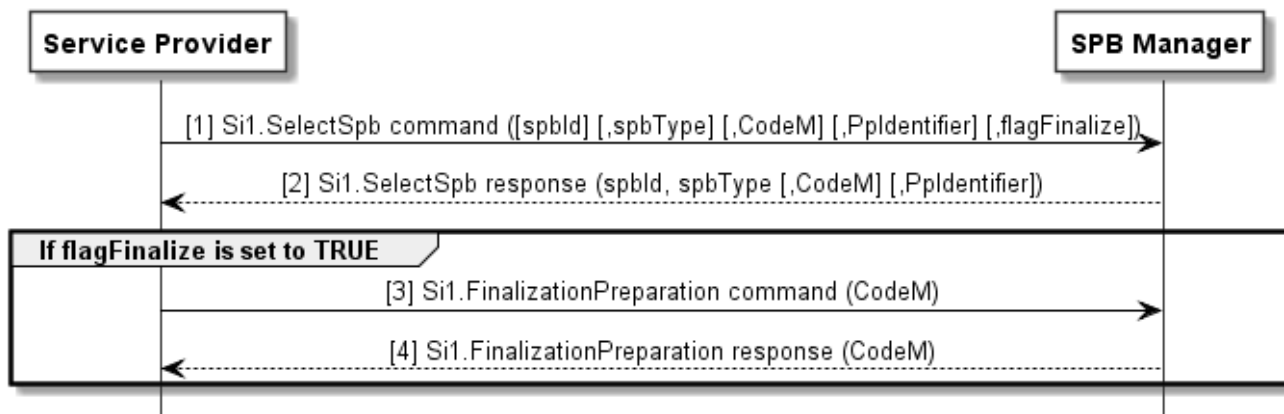 Service Provider
SPB Manager
[1] Si1.SelectSpb command ([spbId] [,spbType] [,CodeM] [,PpIdentifier] [,flagFinalize])
[2] Si1.SelectSpb response (spbId, spbType [,CodeM] [,PpIdentifier])
If flagFinalize is set to TRUE
[3] Si1.FinalizationPreparation command (CodeM)
[4] Si1.FinalizationPreparation response (CodeM)